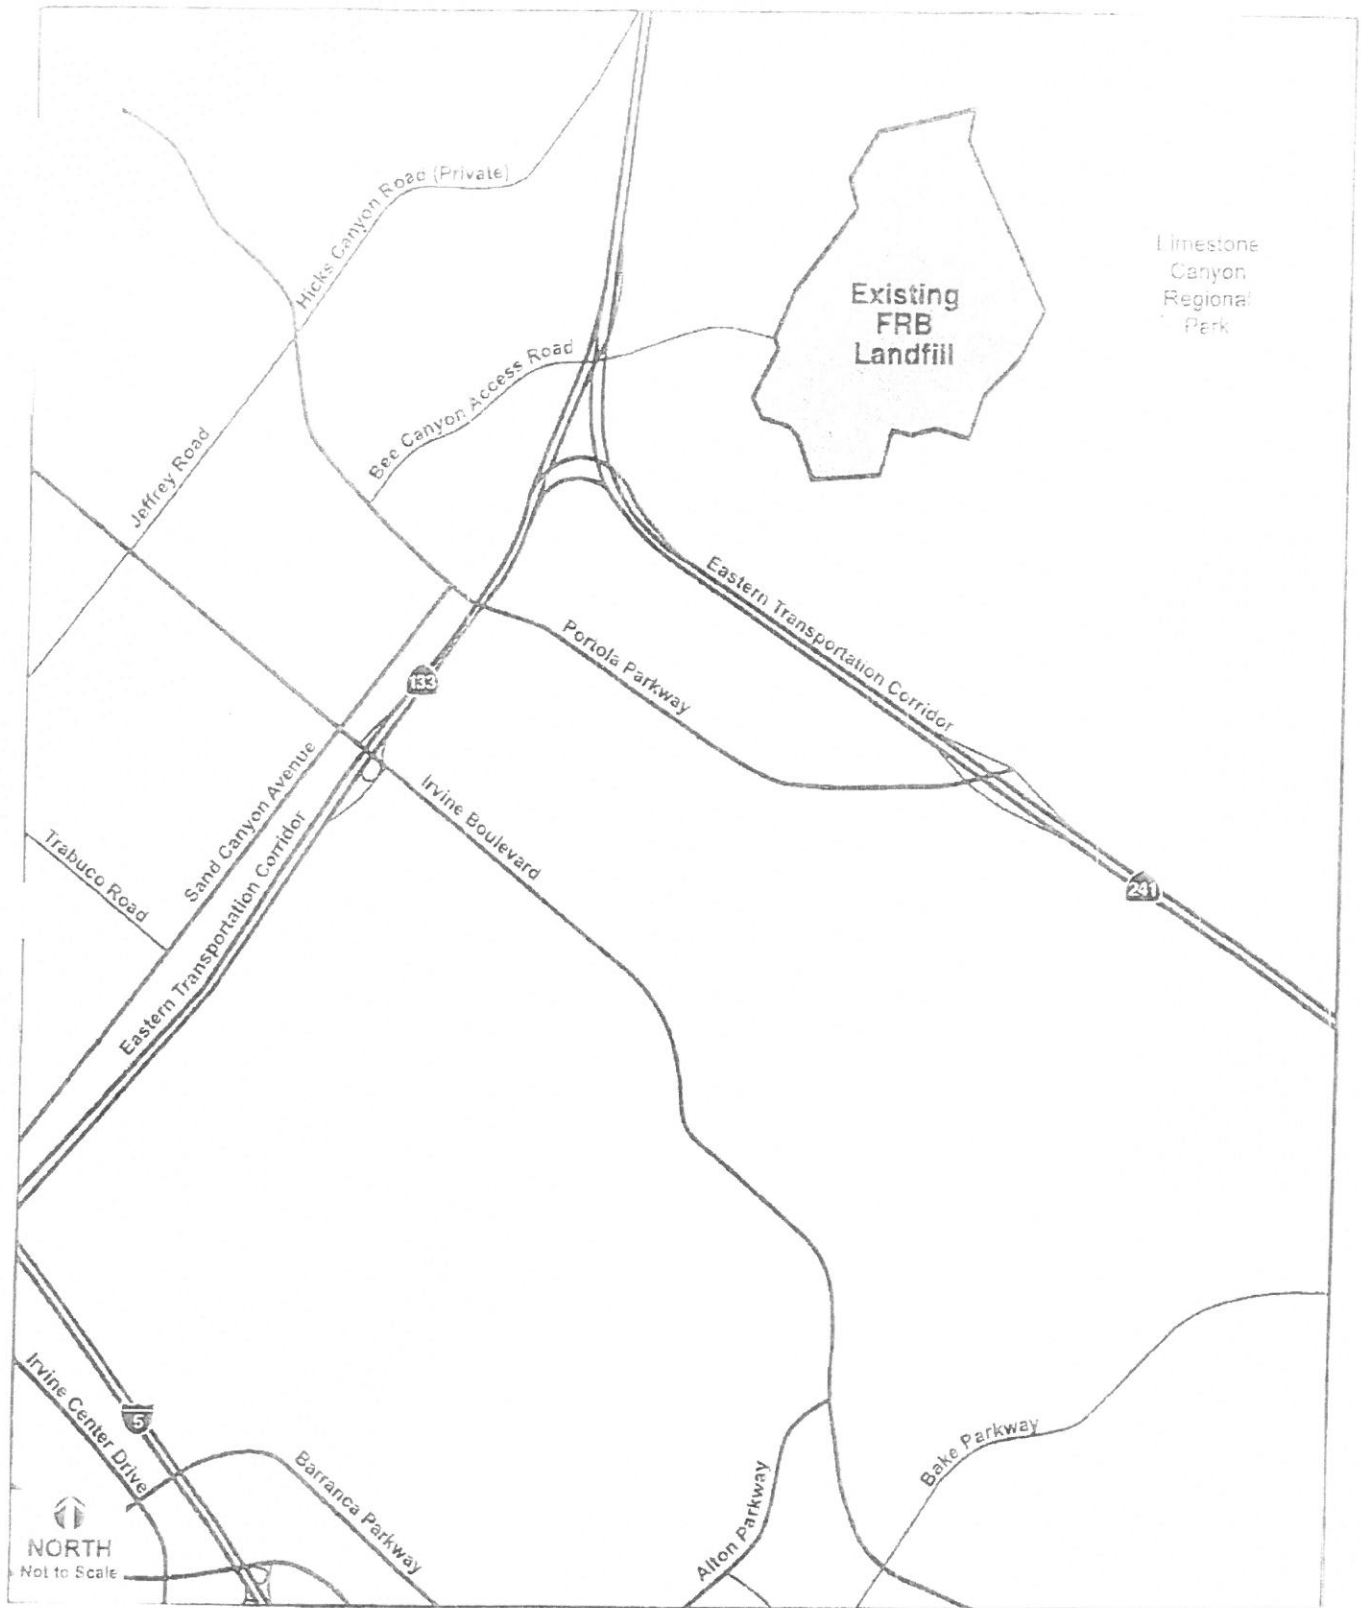 Hicks Canyon Road (Private)
Limestone
Canyon
Regional
Park
Existing
FRB
Landfill
Bee Canyon Access Road
Jeffrey Road
Eastern Transportation Corridor
Portola Parkway
133
Sand Canyon Avenue
Irvine Boulevard
Trabuco Road
Eastern Transportation Corridor
241
Irvine Center Drive
5
Barranca Parkway
Alton Parkway
Bake Parkway
NORTH
Not to Scale